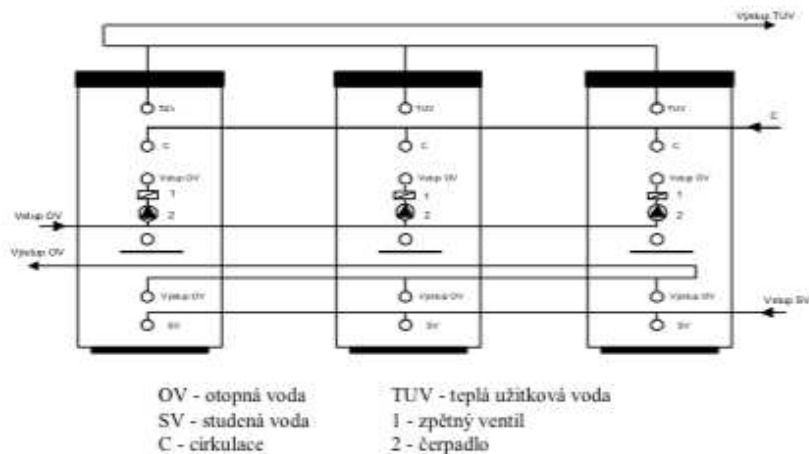 Výstup TUV
TUV TUV TUV
C
C C C
Vstup OV Vstup OV Vstup OV
1 1 1
2 2 2
Vstup OV
Výstup OV
Výstup OV Výstup OV Výstup OV
Vstup SV
SV SV SV
OV - otopná voda TUV - teplá užitková voda
SV - studená voda 1 - zpětný ventil
C - cirkulace 2 - čerpadlo